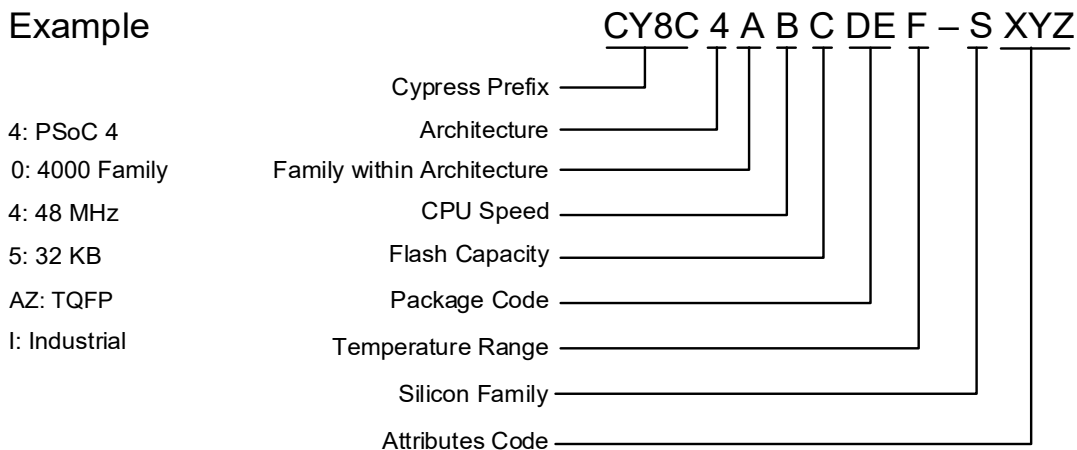 Example CY8C 4 A B C DE F – S XYZ
Cypress Prefix
4: PSoC 4 Architecture
0: 4000 Family Family within Architecture
4: 48 MHz CPU Speed
5: 32 KB Flash Capacity
AZ: TQFP Package Code
I: Industrial Temperature Range
Silicon Family
Attributes Code